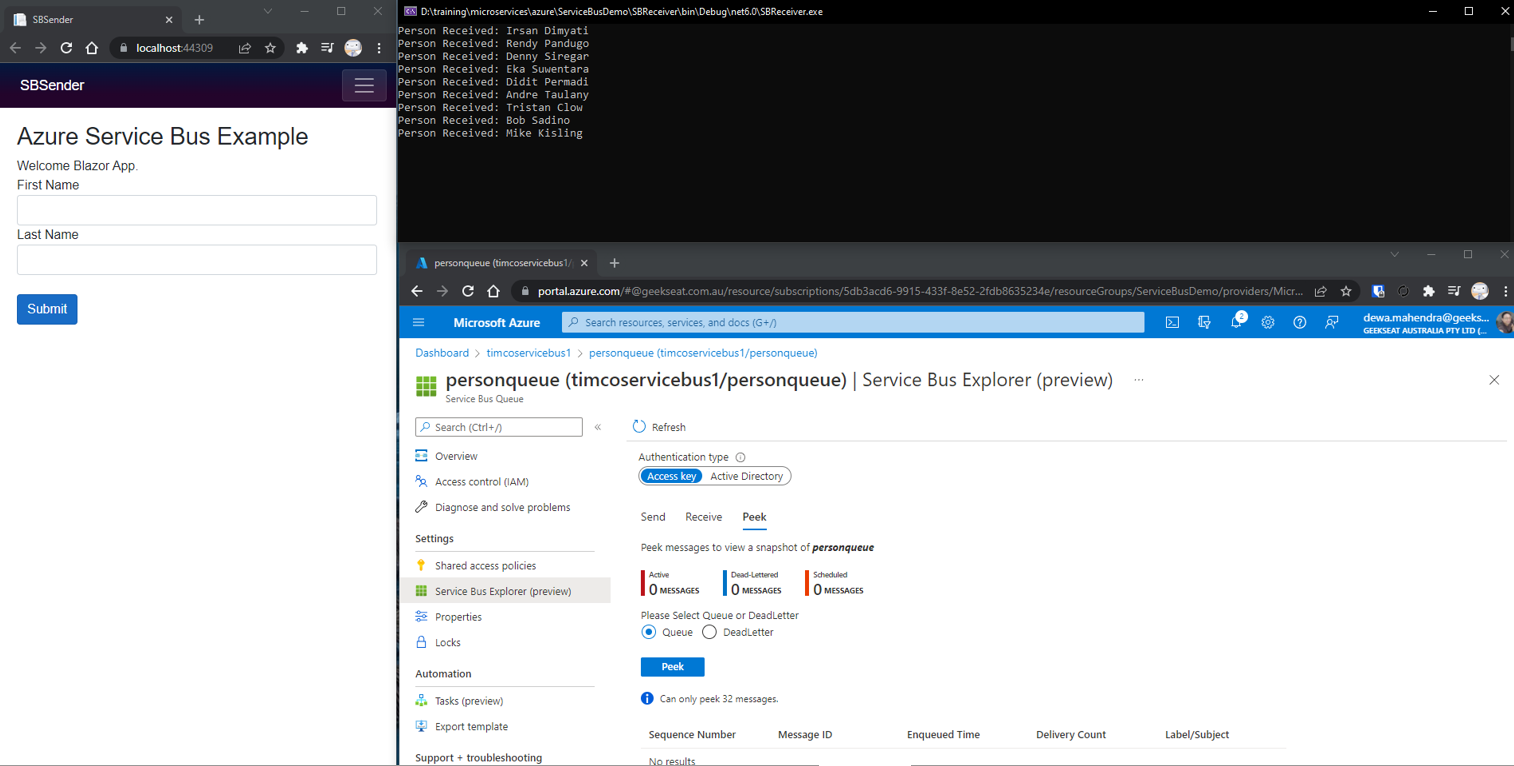 SBSender
localhost:44309
SBSender
Azure Service Bus Example
Welcome Blazor App.
First Name
Last Name
Submit
D:\training\microservices\azure\ServiceBusDemo\SBReceiver\bin\Debug\net6.0\SBReceiver.exe
Person Received: Irsan Dimyati
Person Received: Rendy Pandugo
Person Received: Denny Siregar
Person Received: Eka Suwentara
Person Received: Didit Permadi
Person Received: Andre Taulany
Person Received: Tristan Clow
Person Received: Bob Sadino
Person Received: Mike Kisling
personqueue (timcoservicebus1/
portal.azure.com/#@geekseat.com.au/resource/subscriptions/5db3acd6-9915-433f-8e52-2fdb8635234e/resourceGroups/ServiceBusDemo/providers/Micr...
Microsoft Azure
Search resources, services, and docs (G+/)
2
dewa.mahendra@geeks...
GEEKSEAT AUSTRALIA PTY LTD (...
Dashboard > timcoservicebus1 > personqueue (timcoservicebus1/personqueue)
personqueue (timcoservicebus1/personqueue) | Service Bus Explorer (preview) ...
Service Bus Queue
Search (Ctrl+/)
«
Overview
Access control (IAM)
Diagnose and solve problems
Settings
Shared access policies
Service Bus Explorer (preview)
Properties
Locks
Automation
Tasks (preview)
Export template
Support + troubleshooting
Refresh
Authentication type
Access key Active Directory
Send Receive Peek
Peek messages to view a snapshot of personqueue
Active
0 MESSAGES
Dead-Lettered
0 MESSAGES
Scheduled
0 MESSAGES
Please Select Queue or DeadLetter
Queue DeadLetter
Peek
Can only peek 32 messages.
Sequence Number Message ID Enqueued Time Delivery Count Label/Subject
No results